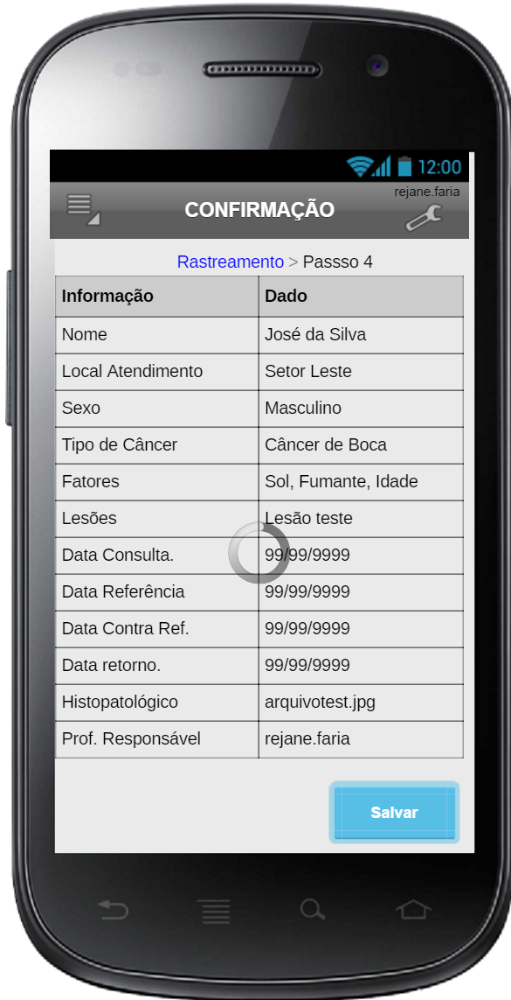 12:00
rejane.faria
CONFIRMAÇÃO
Rastreamento > Passso 4
Informação Dado
Nome José da Silva
Local Atendimento Setor Leste
Sexo Masculino
Tipo de Câncer Câncer de Boca
Fatores Sol, Fumante, Idade
Lesões Lesão teste
Data Consulta. 99/99/9999
Data Referência 99/99/9999
Data Contra Ref. 99/99/9999
Data retorno. 99/99/9999
Histopatológico arquivotest.jpg
Prof. Responsável rejane.faria
Salvar